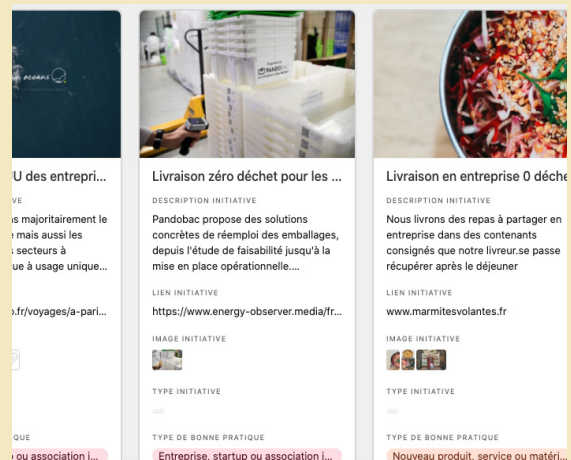 oceans
U des entrepri...
VE
s majoritairement le
mais aussi les
secteurs à
ue à usage unique...
o.fr/voyages/a-pari...
QUE
ou association i...
PANDO
Livraison zéro déchet pour les ...
DESCRIPTION INITIATIVE
Pandobac propose des solutions
concrètes de réemploi des emballages,
depuis l'étude de faisabilité jusqu'à la
mise en place opérationnelle....
LIEN INITIATIVE
https://www.energy-observer.media/fr...
IMAGE INITIATIVE
TYPE INITIATIVE
TYPE DE BONNE PRATIQUE
Entreprise, startup ou association i...
Livraison en entreprise 0 déche
DESCRIPTION INITIATIVE
Nous livrons des repas à partager en
entreprise dans des contenants
consignés que notre livreur.se passe
récupérer après le déjeuner
LIEN INITIATIVE
www.marmitesvolantes.fr
IMAGE INITIATIVE
TYPE INITIATIVE
TYPE DE BONNE PRATIQUE
Nouveau produit, service ou matéri...